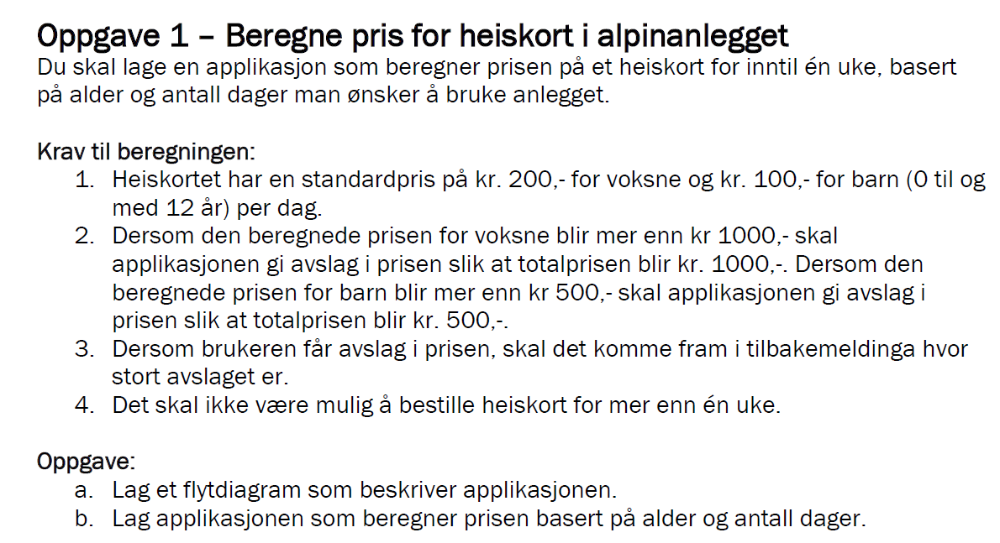 Oppgave 1 – Beregne pris for heiskort i alpinanlegget
Du skal lage en applikasjon som beregner prisen på et heiskort for inntil én uke, basert
på alder og antall dager man ønsker å bruke anlegget.
Krav til beregningen:
1. Heiskortet har en standardpris på kr. 200,- for voksne og kr. 100,- for barn (0 til og
med 12 år) per dag.
2. Dersom den beregnede prisen for voksne blir mer enn kr 1000,- skal
applikasjonen gi avslag i prisen slik at totalprisen blir kr. 1000,-. Dersom den
beregnede prisen for barn blir mer enn kr 500,- skal applikasjonen gi avslag i
prisen slik at totalprisen blir kr. 500,-.
3. Dersom brukeren får avslag i prisen, skal det komme fram i tilbakemeldinga hvor
stort avslaget er.
4. Det skal ikke være mulig å bestille heiskort for mer enn én uke.
Oppgave:
a. Lag et flytdiagram som beskriver applikasjonen.
b. Lag applikasjonen som beregner prisen basert på alder og antall dager.